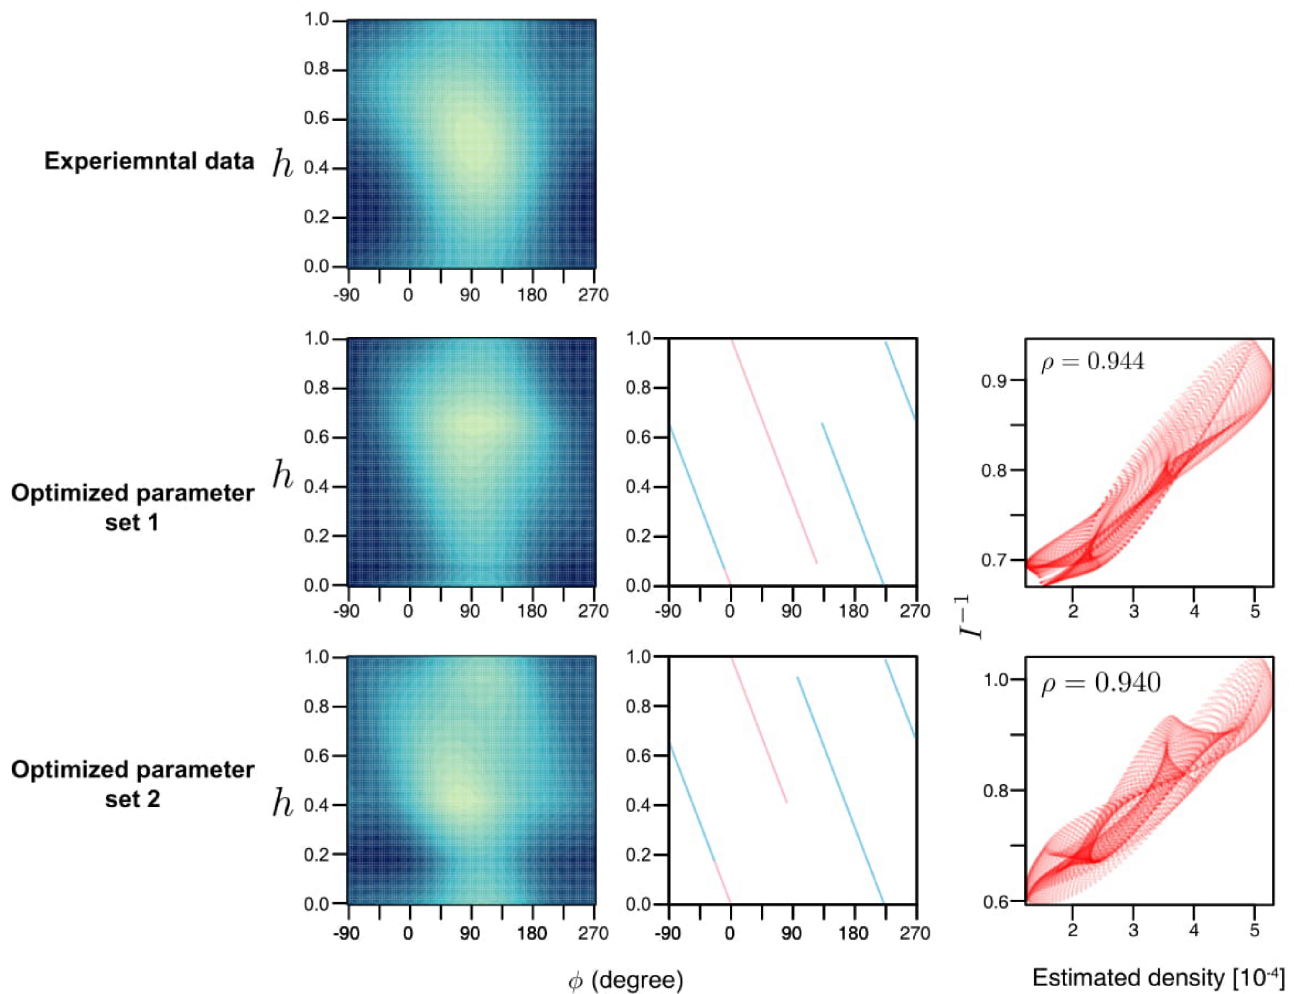 1.0
0.8
0.6
Experiemntal data
h
0.4
0.2
0.0
-90 0 90 180 270
1.0
0.8
0.6
h
0.4
0.2
0.0
-90 0 90 180 270
Optimized parameter
set 1
1.0
0.8
0.6
0.4
0.2
0.0
-90 0 90 180 270
ρ = 0.944
0.9
0.8
0.7
2 3 4 5
I⁻¹
1.0
0.8
0.6
Optimized parameter
set 2
h
0.4
0.2
0.0
-90 0 90 180 270
1.0
0.8
0.6
0.4
0.2
0.0
-90 0 90 180 270
ρ = 0.940
1.0
0.8
0.6
2 3 4 5
ϕ (degree)
Estimated density [10⁻⁴]